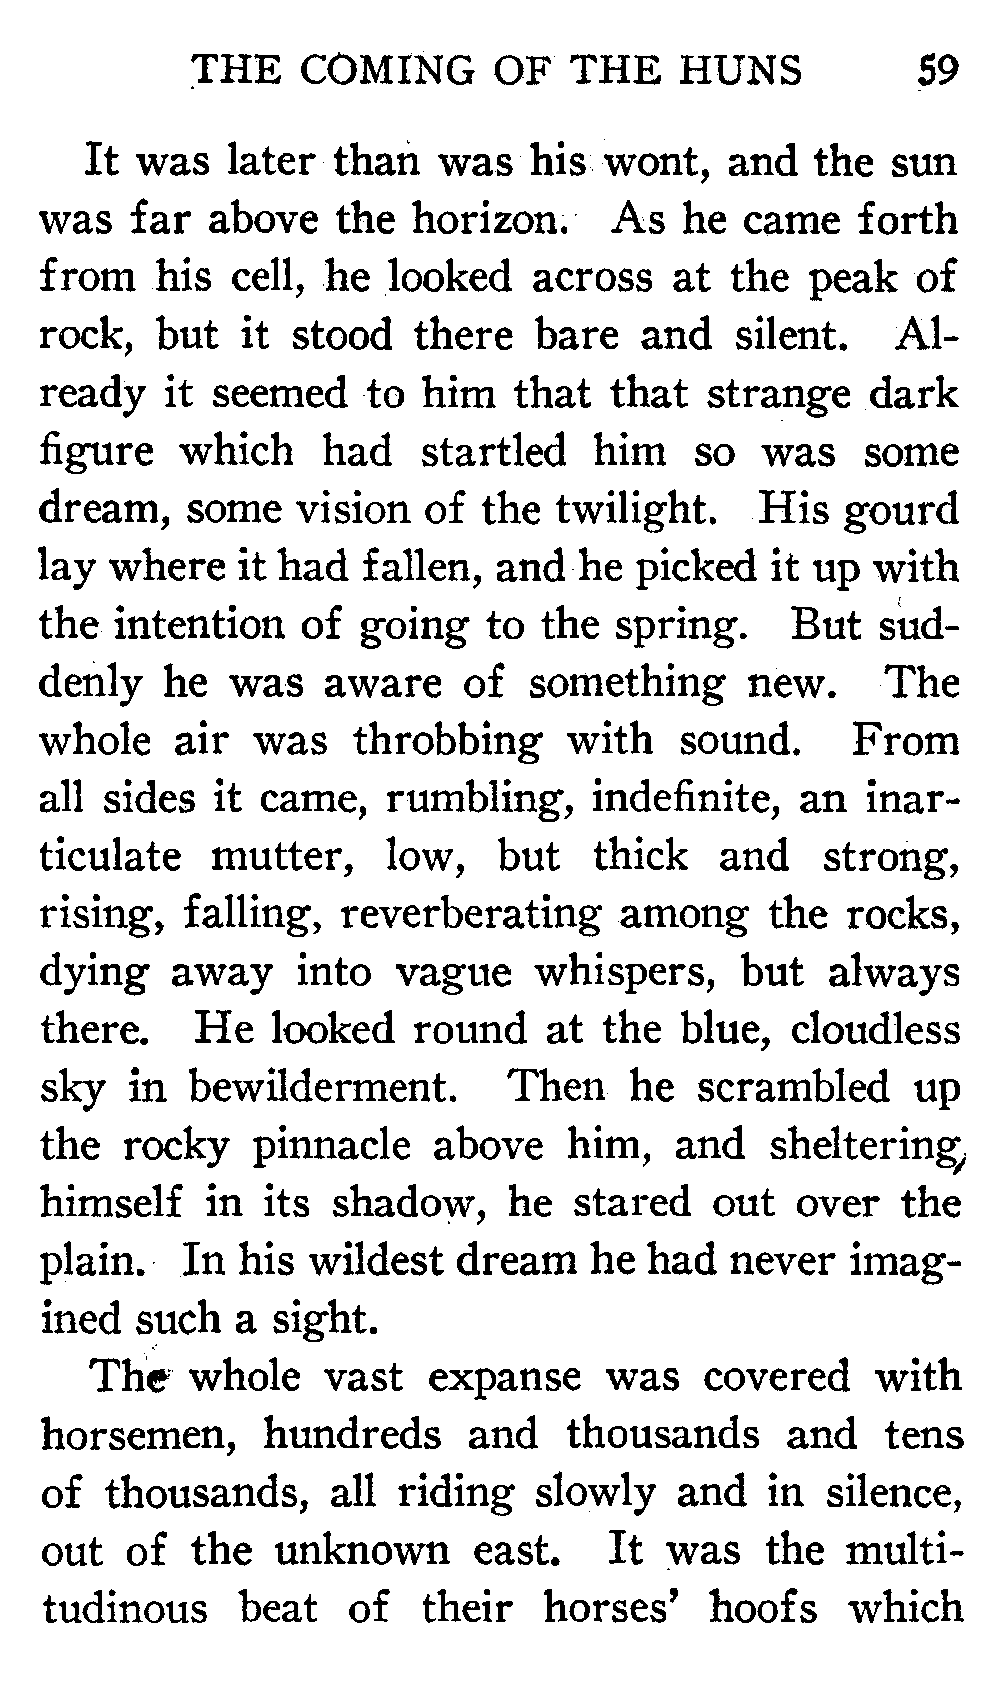 THE COMING OF THE HUNS 59
It was later than was his wont, and the sun
was far above the horizon. As he came forth
from his cell, he looked across at the peak of
rock, but it stood there bare and silent. Al-
ready it seemed to him that that strange dark
figure which had startled him so was some
dream, some vision of the twilight. His gourd
lay where it had fallen, and he picked it up with
the intention of going to the spring. But sud-
denly he was aware of something new. The
whole air was throbbing with sound. From
all sides it came, rumbling, indefinite, an inar-
ticulate mutter, low, but thick and strong,
rising, falling, reverberating among the rocks,
dying away into vague whispers, but always
there. He looked round at the blue, cloudless
sky in bewilderment. Then he scrambled up
the rocky pinnacle above him, and sheltering,
himself in its shadow, he stared out over the
plain. In his wildest dream he had never imag-
ined such a sight.
The whole vast expanse was covered with
horsemen, hundreds and thousands and tens
of thousands, all riding slowly and in silence,
out of the unknown east. It was the multi-
tudinous beat of their horses' hoofs which